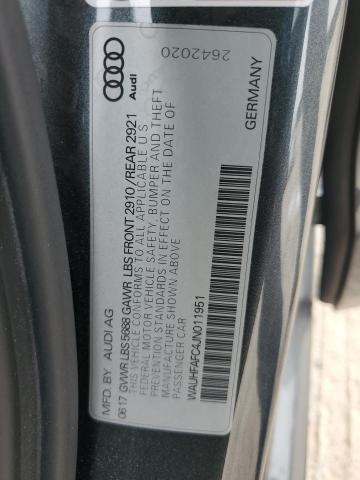 Audi
2642020
MFD. BY AUDI AG
0617 GVWR LBS 5688 GAWR LBS FRONT 2910/REAR 2921
THIS VEHICLE CONFORMS TO ALL APPLICABLE U S
FEDERAL MOTOR VEHICLE SAFETY, BUMPER AND THEFT
PREVENTION STANDARDS IN EFFECT ON THE DATE OF
MANUFACTURE SHOWN ABOVE
PASSENGER CAR
WAUHFAFC4JN011951
GERMANY